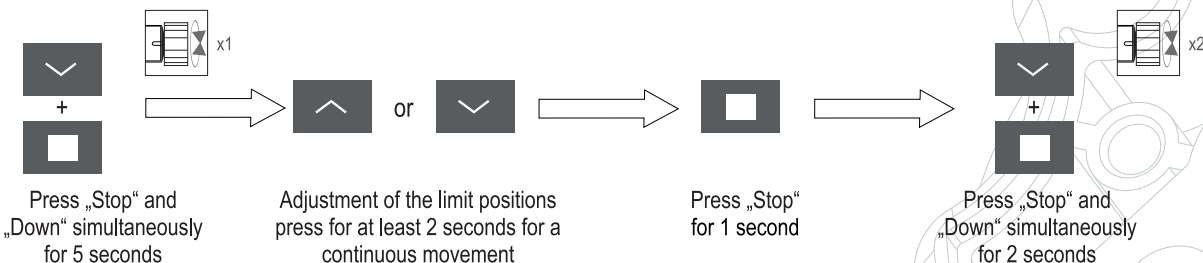 x1
x2
+
or
+
Press „Stop“ and
„Down“ simultaneously
for 5 seconds
Adjustment of the limit positions
press for at least 2 seconds for a
continuous movement
Press „Stop“
for 1 second
Press „Stop“ and
„Down“ simultaneously
for 2 seconds